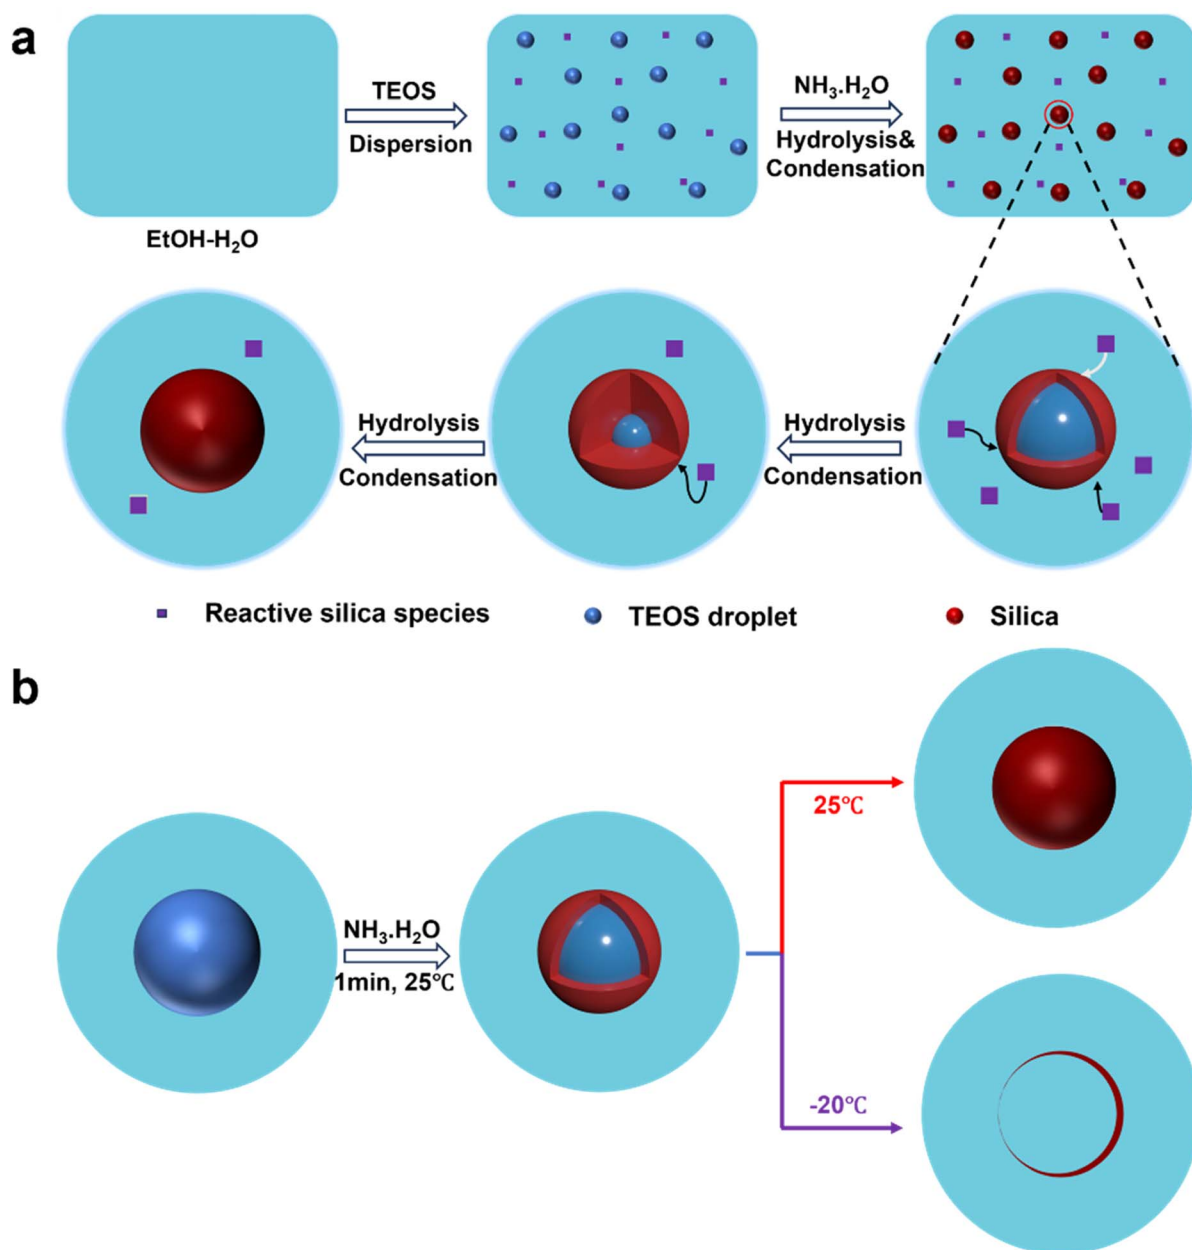 a
TEOS
Dispersion
NH₃.H₂O
Hydrolysis&
Condensation
EtOH-H₂O
Hydrolysis
Condensation
Hydrolysis
Condensation
Reactive silica species
TEOS droplet
Silica
b
NH₃.H₂O
1min, 25℃
25℃
-20℃